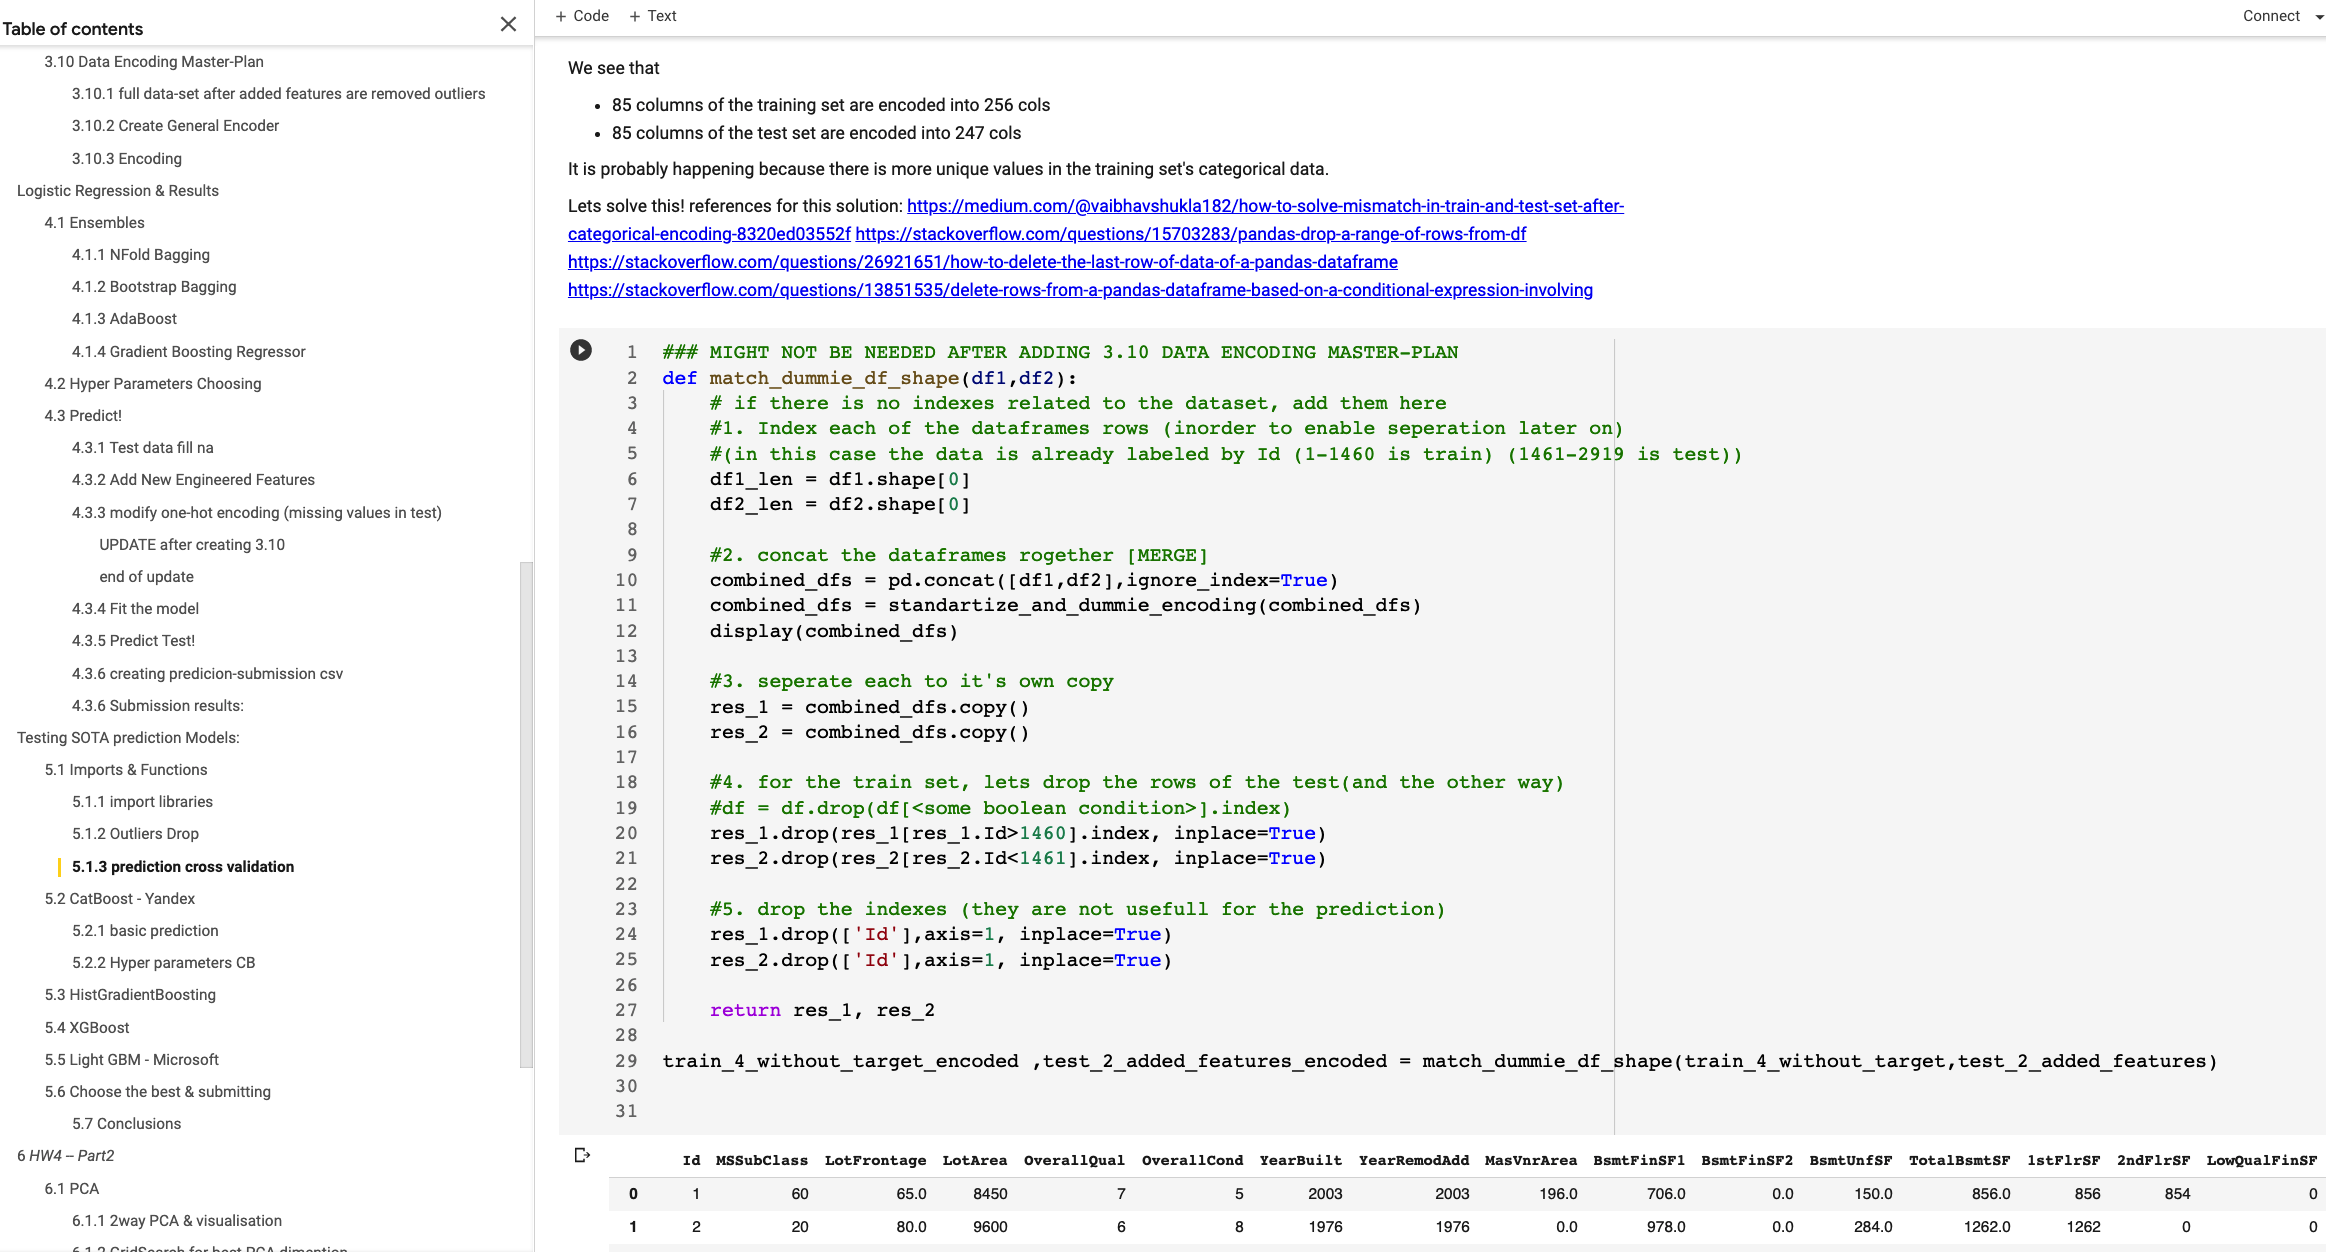 Table of contents
3.10 Data Encoding Master-Plan
3.10.1 full data-set after added features are removed outliers
3.10.2 Create General Encoder
3.10.3 Encoding
Logistic Regression & Results
4.1 Ensembles
4.1.1 NFold Bagging
4.1.2 Bootstrap Bagging
4.1.3 AdaBoost
4.1.4 Gradient Boosting Regressor
4.2 Hyper Parameters Choosing
4.3 Predict!
4.3.1 Test data fill na
4.3.2 Add New Engineered Features
4.3.3 modify one-hot encoding (missing values in test)
UPDATE after creating 3.10
end of update
4.3.4 Fit the model
4.3.5 Predict Test!
4.3.6 creating predicion-submission csv
4.3.6 Submission results:
Testing SOTA prediction Models:
5.1 Imports & Functions
5.1.1 import libraries
5.1.2 Outliers Drop
5.1.3 prediction cross validation
5.2 CatBoost - Yandex
5.2.1 basic prediction
5.2.2 Hyper parameters CB
5.3 HistGradientBoosting
5.4 XGBoost
5.5 Light GBM - Microsoft
5.6 Choose the best & submitting
5.7 Conclusions
6 HW4 – Part2
6.1 PCA
6.1.1 2way PCA & visualisation
6.1.2 GridSearch for best PCA dimention
+ Code + Text
Connect
We see that
• 85 columns of the training set are encoded into 256 cols
• 85 columns of the test set are encoded into 247 cols
It is probably happening because there is more unique values in the training set's categorical data.
Lets solve this! references for this solution: https://medium.com/@vaibhavshukla182/how-to-solve-mismatch-in-train-and-test-set-after-
categorical-encoding-8320ed03552f https://stackoverflow.com/questions/15703283/pandas-drop-a-range-of-rows-from-df
https://stackoverflow.com/questions/26921651/how-to-delete-the-last-row-of-data-of-a-pandas-dataframe
https://stackoverflow.com/questions/13851535/delete-rows-from-a-pandas-dataframe-based-on-a-conditional-expression-involving
1 ### MIGHT NOT BE NEEDED AFTER ADDING 3.10 DATA ENCODING MASTER-PLAN
2 def match_dummie_df_shape(df1,df2):
3 # if there is no indexes related to the dataset, add them here
4 #1. Index each of the dataframes rows (inorder to enable seperation later on)
5 #(in this case the data is already labeled by Id (1-1460 is train) (1461-2919 is test))
6 df1_len = df1.shape[0]
7 df2_len = df2.shape[0]
8
9 #2. concat the dataframes rogether [MERGE]
10 combined_dfs = pd.concat([df1,df2],ignore_index=True)
11 combined_dfs = standartize_and_dummie_encoding(combined_dfs)
12 display(combined_dfs)
13
14 #3. seperate each to it's own copy
15 res_1 = combined_dfs.copy()
16 res_2 = combined_dfs.copy()
17
18 #4. for the train set, lets drop the rows of the test(and the other way)
19 #df = df.drop(df[<some boolean condition>].index)
20 res_1.drop(res_1[res_1.Id>1460].index, inplace=True)
21 res_2.drop(res_2[res_2.Id<1461].index, inplace=True)
22
23 #5. drop the indexes (they are not usefull for the prediction)
24 res_1.drop(['Id'],axis=1, inplace=True)
25 res_2.drop(['Id'],axis=1, inplace=True)
26
27 return res_1, res_2
28
29 train_4_without_target_encoded ,test_2_added_features_encoded = match_dummie_df_shape(train_4_without_target,test_2_added_features)
30
31
Id MSSubClass LotFrontage LotArea OverallQual OverallCond YearBuilt YearRemodAdd MasVnrArea BsmtFinSF1 BsmtFinSF2 BsmtUnfSF TotalBsmtSF 1stFlrSF 2ndFlrSF LowQualFinSF
0 1 60 65.0 8450 7 5 2003 2003 196.0 706.0 0.0 150.0 856.0 856 854 0
1 2 20 80.0 9600 6 8 1976 1976 0.0 978.0 0.0 284.0 1262.0 1262 0 0